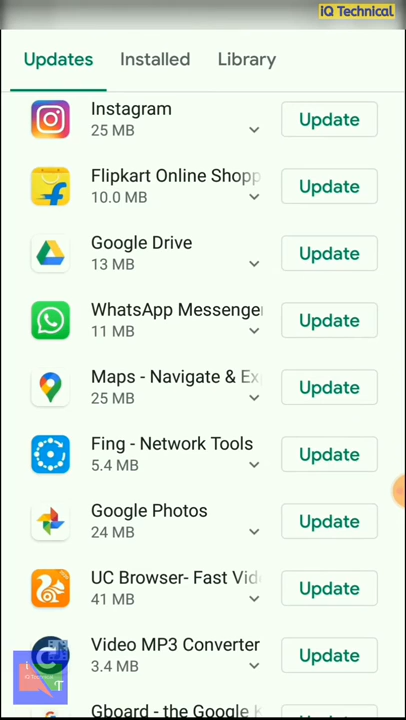 iQ Technical
Updates Installed Library
Instagram
25 MB
Update
Flipkart Online Shopp
10.0 MB
Update
Google Drive
13 MB
Update
WhatsApp Messenger
11 MB
Update
Maps - Navigate & Ex
25 MB
Update
Fing - Network Tools
5.4 MB
Update
Google Photos
24 MB
Update
UC Browser- Fast Vid
41 MB
Update
Video MP3 Converter
3.4 MB
Update
iQ Technical
Gboard - the Google K